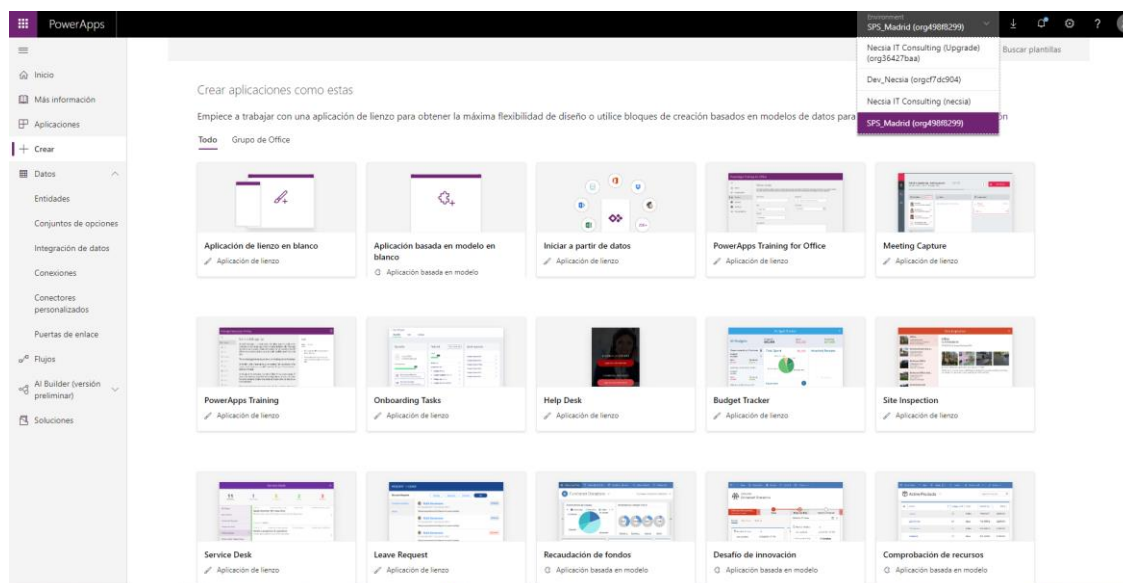 PowerApps
Environment
SPS_Madrid (org498f8299)
?
Necsia IT Consulting (Upgrade)
(org36427baa)
Dev_Necsia (orgcf7dc904)
Necsia IT Consulting (necsia)
SPS_Madrid (org498f8299)
Buscar plantillas
Inicio
Más información
Aplicaciones
Crear
Datos
Entidades
Conjuntos de opciones
Integración de datos
Conexiones
Conectores
personalizados
Puertas de enlace
Flujos
AI Builder (versión
preliminar)
Soluciones
Crear aplicaciones como estas
Empiece a trabajar con una aplicación de lienzo para obtener la máxima flexibilidad de diseño o utilice bloques de creación basados en modelos de datos para
Todo Grupo de Office
Aplicación de lienzo en blanco
Aplicación de lienzo
Aplicación basada en modelo en
blanco
Aplicación basada en modelo
Iniciar a partir de datos
Aplicación de lienzo
PowerApps Training for Office
Aplicación de lienzo
Meeting Capture
Aplicación de lienzo
PowerApps Training
Aplicación de lienzo
Onboarding Tasks
Aplicación de lienzo
Help Desk
Aplicación de lienzo
Budget Tracker
Aplicación de lienzo
Site Inspection
Aplicación de lienzo
Service Desk
Aplicación de lienzo
Leave Request
Aplicación de lienzo
Recaudación de fondos
Aplicación basada en modelo
Desafío de innovación
Aplicación basada en modelo
Comprobación de recursos
Aplicación basada en modelo